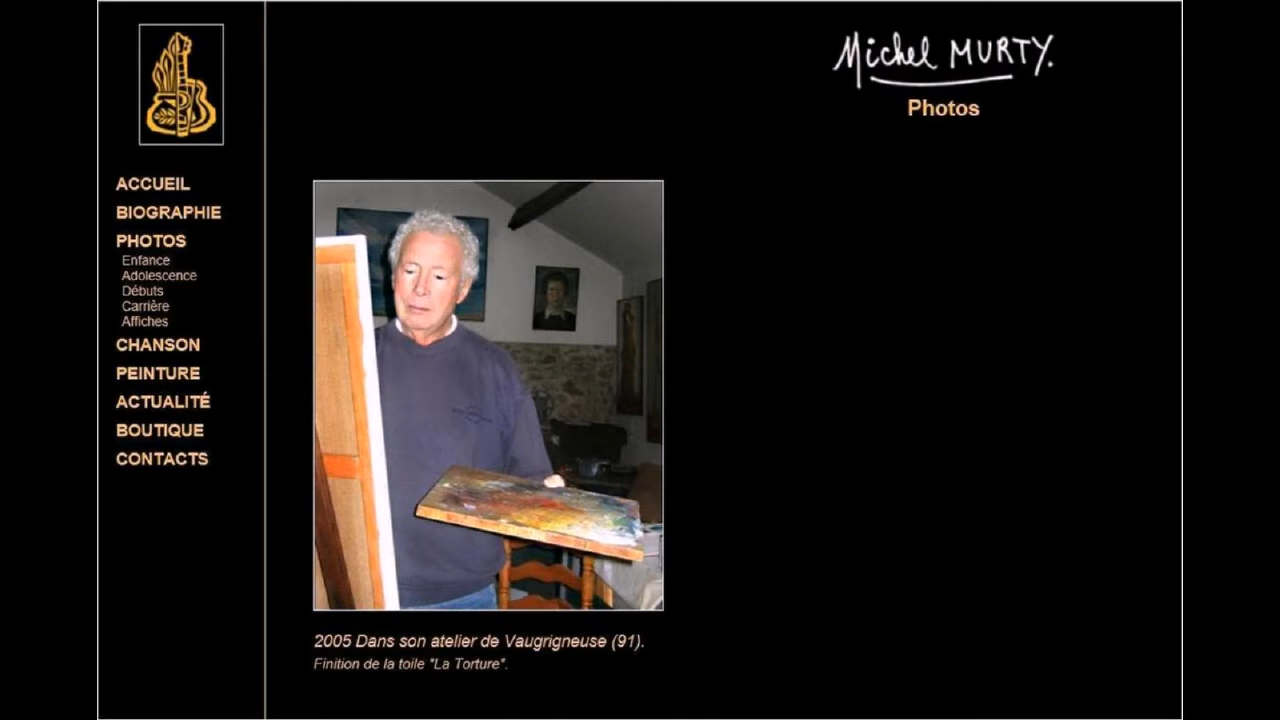 Michel MURTY.
Photos
ACCUEIL
BIOGRAPHIE
PHOTOS
Enfance
Adolescence
Débuts
Carrière
Affiches
CHANSON
PEINTURE
ACTUALITÉ
BOUTIQUE
CONTACTS
2005 Dans son atelier de Vaugrigneuse (91).
Finition de la toile "La Torture".